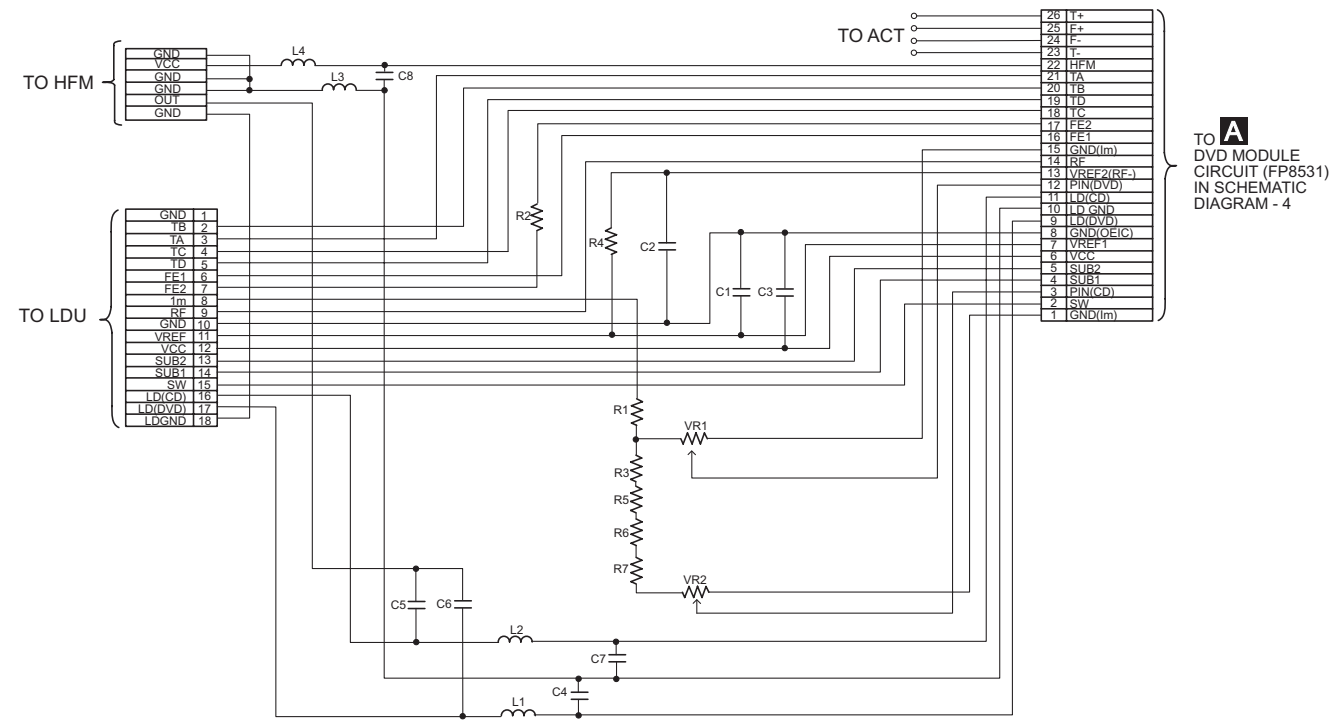 TO HFM
GND
VCC
GND
GND
OUT
GND
L4
L3
C8
TO LDU
GND 1
TB 2
TA 3
TC 4
TD 5
FE1 6
FE2 7
1m 8
RF 9
GND 10
VREF 11
VCC 12
SUB2 13
SUB1 14
SW 15
LD(CD) 16
LD(DVD) 17
LDGND 18
R2
R4
C2
C1
C3
R1
VR1
R3
R5
R6
R7
VR2
C5
C6
L2
C7
C4
L1
TO ACT
26 T+
25 F+
24 F-
23 T-
22 HFM
21 TA
20 TB
19 TD
18 TC
17 FE2
16 FE1
15 GND(Im)
14 RF
13 VREF2(RF-)
12 PIN(DVD)
11 LD(CD)
10 LD GND
9 LD(DVD)
8 GND(OEIC)
7 VREF1
6 VCC
5 SUB2
4 SUB1
3 PIN(CD)
2 SW
1 GND(Im)
TO A
DVD MODULE
CIRCUIT (FP8531)
IN SCHEMATIC
DIAGRAM - 4